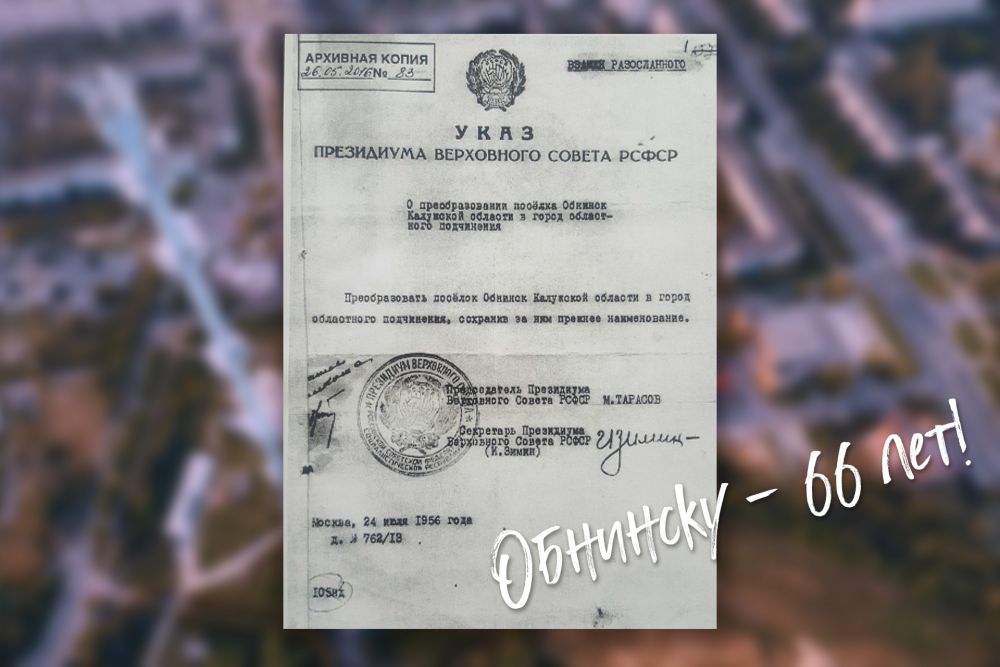 АРХИВНАЯ КОПИЯ
26.05.2016 № 83
ВЗАМЕН РАЗОСЛАННОГО
УКАЗ
ПРЕЗИДИУМА ВЕРХОВНОГО СОВЕТА РСФСР
О преобразовании посёлка Обнинск
Калужской области в город област-
ного подчинения
Преобразовать посёлок Обнинск Калужской области в город
областного подчинения, сохранив за ним прежнее наименование.
ПРЕЗИДИУМ ВЕРХОВНОГО
Председатель Президиума
Верховного Совета РСФСР М.ТАРАСОВ
Секретарь Президиума
Верховного Совета РСФСР
(И.Зимин)
Москва, 24 июля 1956 года
д. № 762/13
1058х
Обнинску - 66 лет!